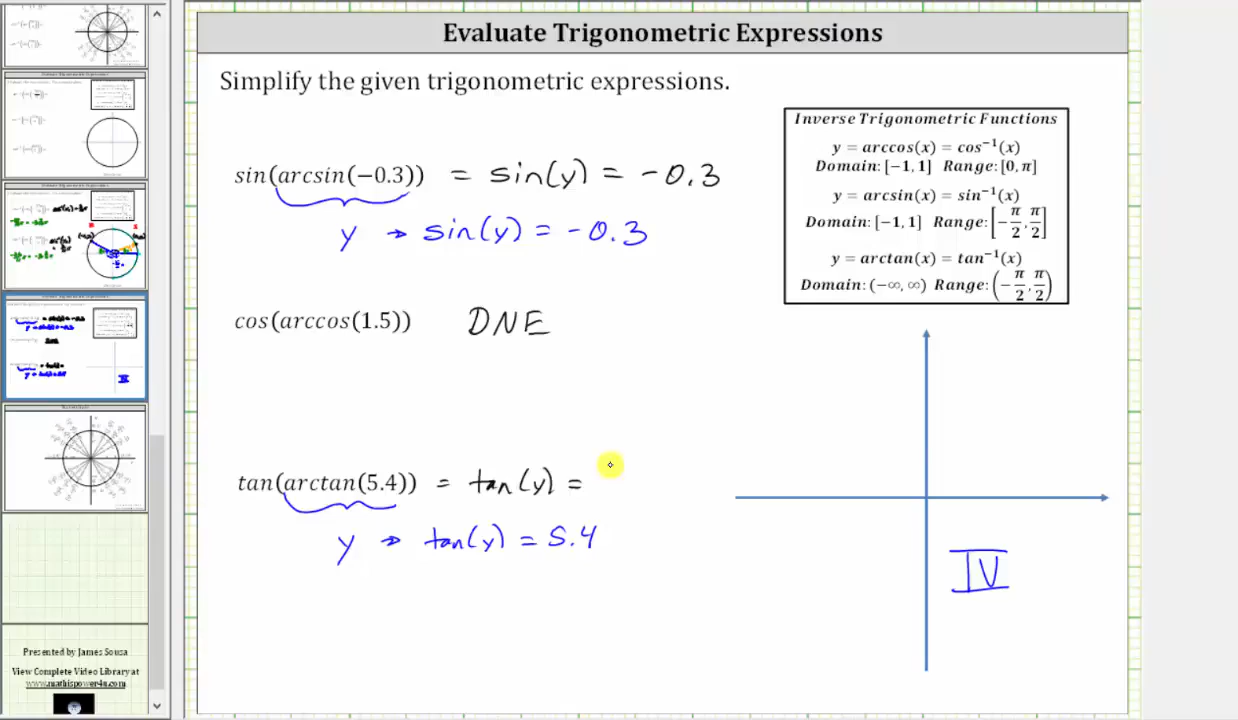 Evaluate Trigonometric Expressions
Simplify the given trigonometric expressions.
sin(arcsin(−0.3)) = sin(y) = -0.3
y → sin(y) = -0.3
cos(arccos(1.5)) DNE
tan(arctan(5.4)) = tan(y) =
y → tan(y) = 5.4
Inverse Trigonometric Functions
y = arccos(x) = cos⁻¹(x)
Domain: [−1, 1] Range: [0, π]
y = arcsin(x) = sin⁻¹(x)
Domain: [−1, 1] Range: [−π/2, π/2]
y = arctan(x) = tan⁻¹(x)
Domain: (−∞, ∞) Range: (−π/2, π/2)
IV
Presented by James Sousa
View Complete Video Library at
www.mathispower4u.com